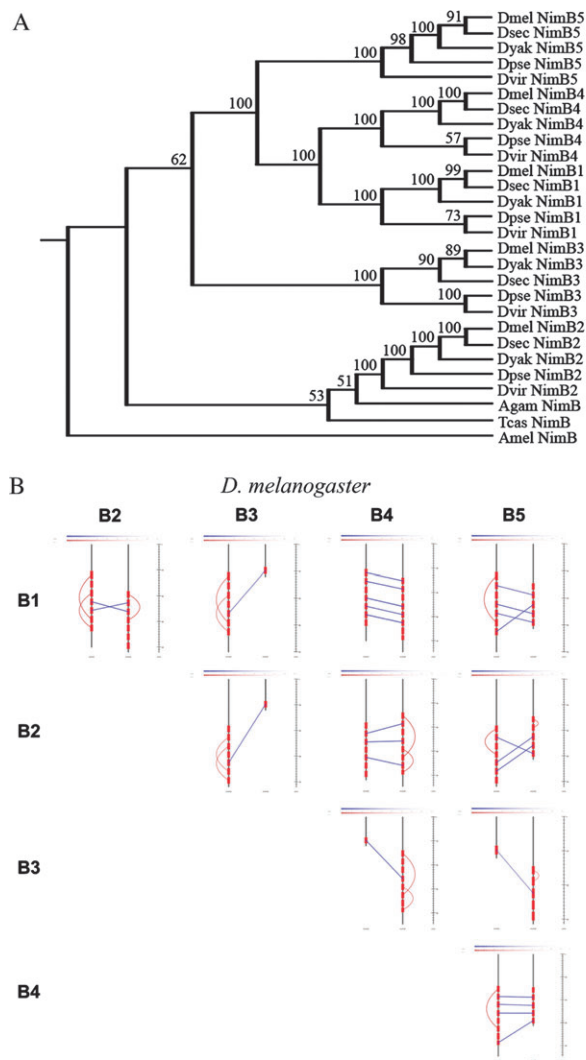 A
91
Dmel NimB5
100
Dsec NimB5
98
Dyak NimB5
100
Dpse NimB5
Dvir NimB5
100
100
Dmel NimB4
100
Dsec NimB4
100
Dyak NimB4
57
Dpse NimB4
Dvir NimB4
100
99
Dmel NimB1
100
Dsec NimB1
100
Dyak NimB1
73
Dpse NimB1
Dvir NimB1
62
89
Dmel NimB3
90
Dyak NimB3
100
Dsec NimB3
100
Dpse NimB3
Dvir NimB3
100
Dmel NimB2
100
Dsec NimB2
100
Dyak NimB2
100
Dpse NimB2
51
Dvir NimB2
53
Agam NimB
Tcas NimB
Amel NimB
B
D. melanogaster
B2 B3 B4 B5
B1
B2
B3
B4